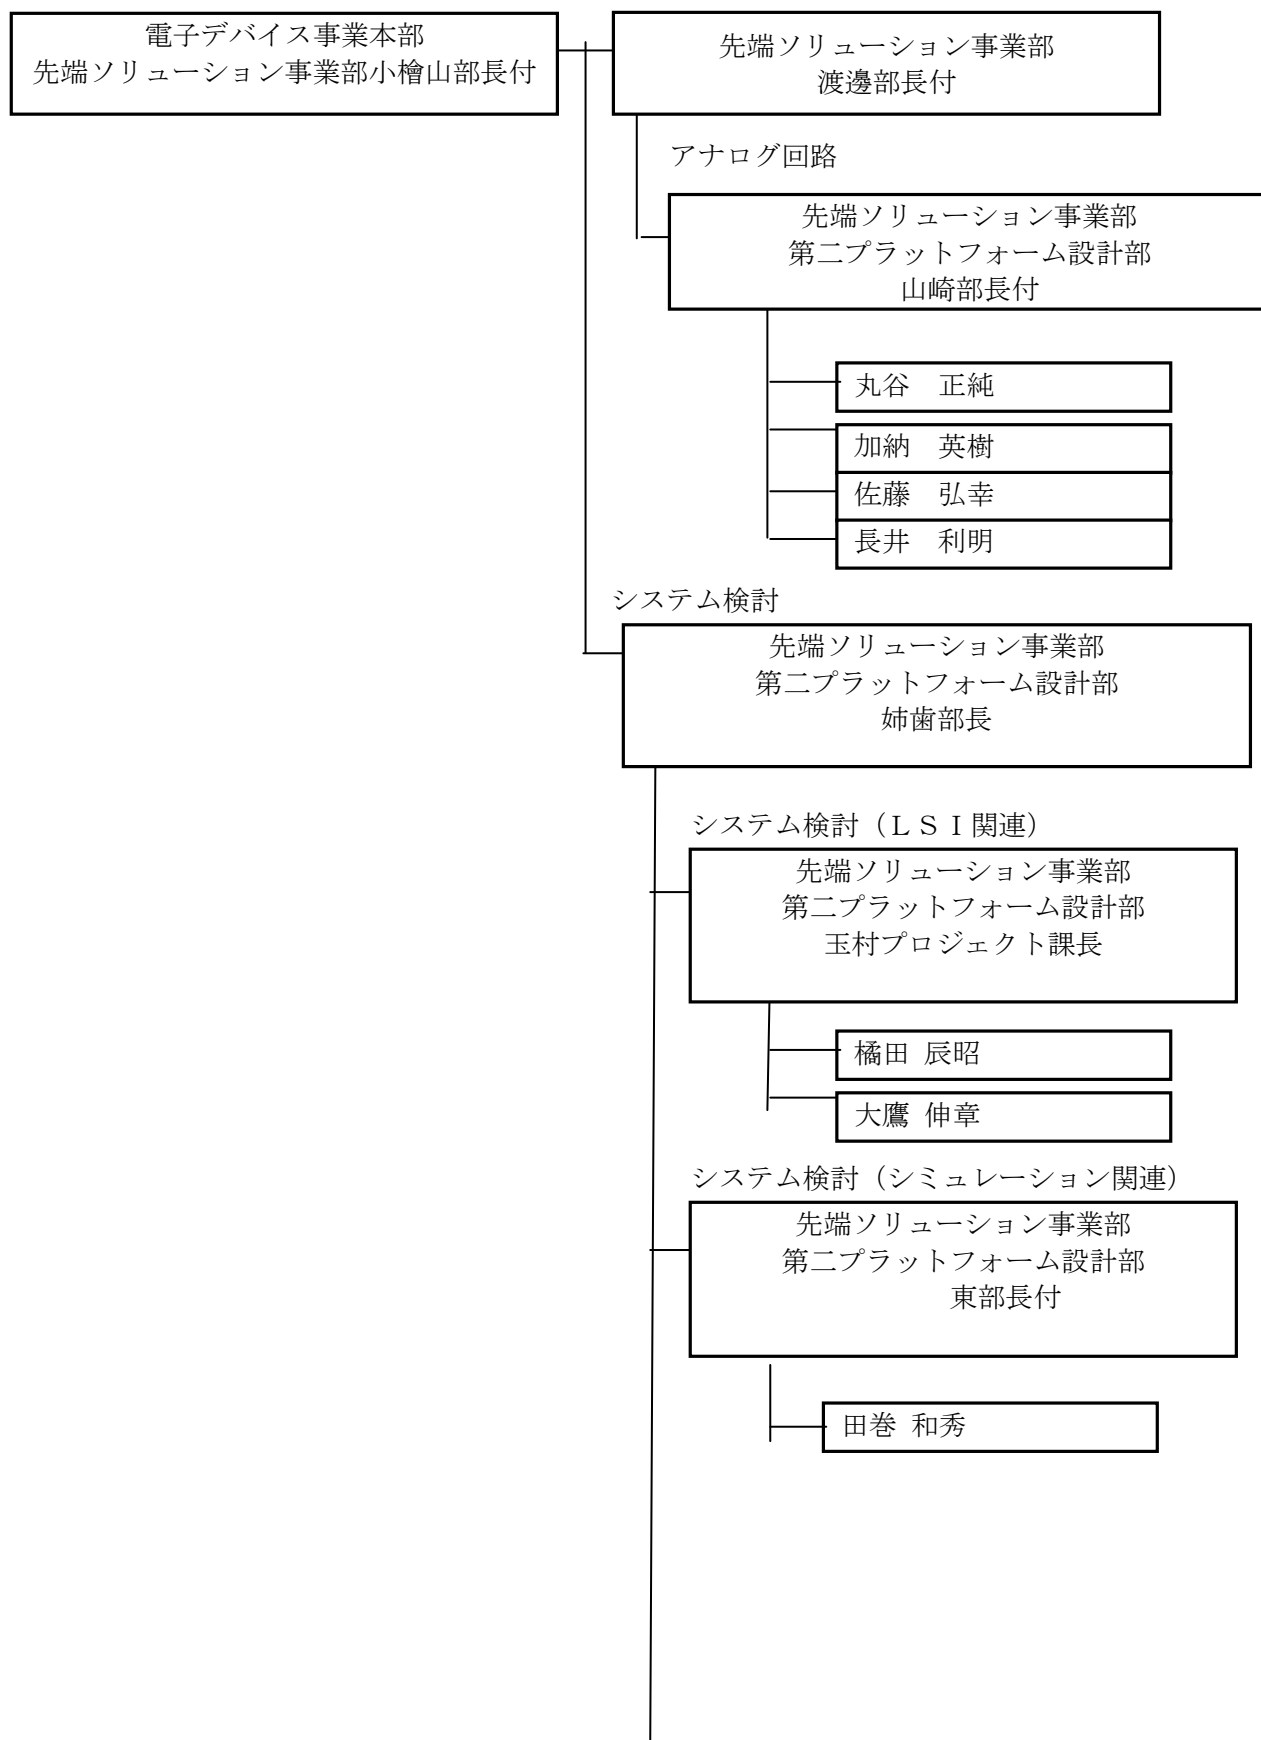 電子デバイス事業本部
先端ソリューション事業部小檜山部長付
先端ソリューション事業部
渡邊部長付
アナログ回路
先端ソリューション事業部
第二プラットフォーム設計部
山崎部長付
丸谷　正純
加納　英樹
佐藤　弘幸
長井　利明
システム検討
先端ソリューション事業部
第二プラットフォーム設計部
姉歯部長
システム検討（ＬＳＩ関連）
先端ソリューション事業部
第二プラットフォーム設計部
玉村プロジェクト課長
橘田 辰昭
大鷹 伸章
システム検討（シミュレーション関連）
先端ソリューション事業部
第二プラットフォーム設計部
東部長付
田巻 和秀